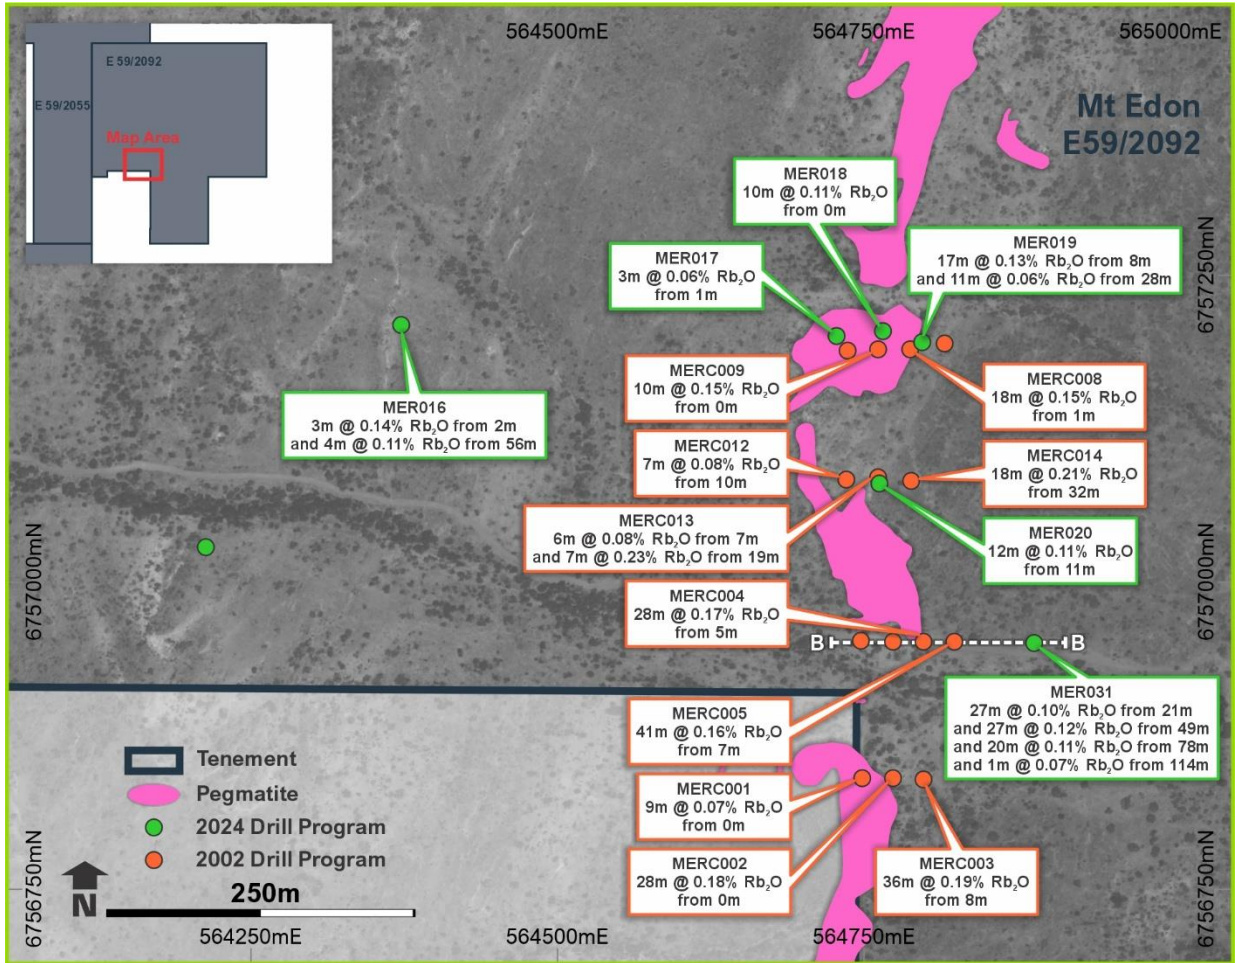 564500mE
564750mE
565000mE
E 59/2092
E 59/2055
Map Area
Mt Edon
E59/2092
6757250mN
6757250mN
MER018
10m @ 0.11% Rb₂O
from 0m
MER017
3m @ 0.06% Rb₂O
from 1m
MER019
17m @ 0.13% Rb₂O from 8m
and 11m @ 0.06% Rb₂O from 28m
MERC009
10m @ 0.15% Rb₂O
from 0m
MERC008
18m @ 0.15% Rb₂O
from 1m
MER016
3m @ 0.14% Rb₂O from 2m
and 4m @ 0.11% Rb₂O from 56m
MERC012
7m @ 0.08% Rb₂O
from 10m
MERC014
18m @ 0.21% Rb₂O
from 32m
MERC013
6m @ 0.08% Rb₂O from 7m
and 7m @ 0.23% Rb₂O from 19m
MER020
12m @ 0.11% Rb₂O
from 11m
6757000mN
6757000mN
MERC004
28m @ 0.17% Rb₂O
from 5m
B
B
MERC005
41m @ 0.16% Rb₂O
from 7m
MER031
27m @ 0.10% Rb₂O from 21m
and 27m @ 0.12% Rb₂O from 49m
and 20m @ 0.11% Rb₂O from 78m
and 1m @ 0.07% Rb₂O from 114m
MERC001
9m @ 0.07% Rb₂O
from 0m
MERC002
28m @ 0.18% Rb₂O
from 0m
MERC003
36m @ 0.19% Rb₂O
from 8m
Tenement
Pegmatite
2024 Drill Program
2002 Drill Program
N
250m
6756750mN
6756750mN
564250mE
564500mE
564750mE